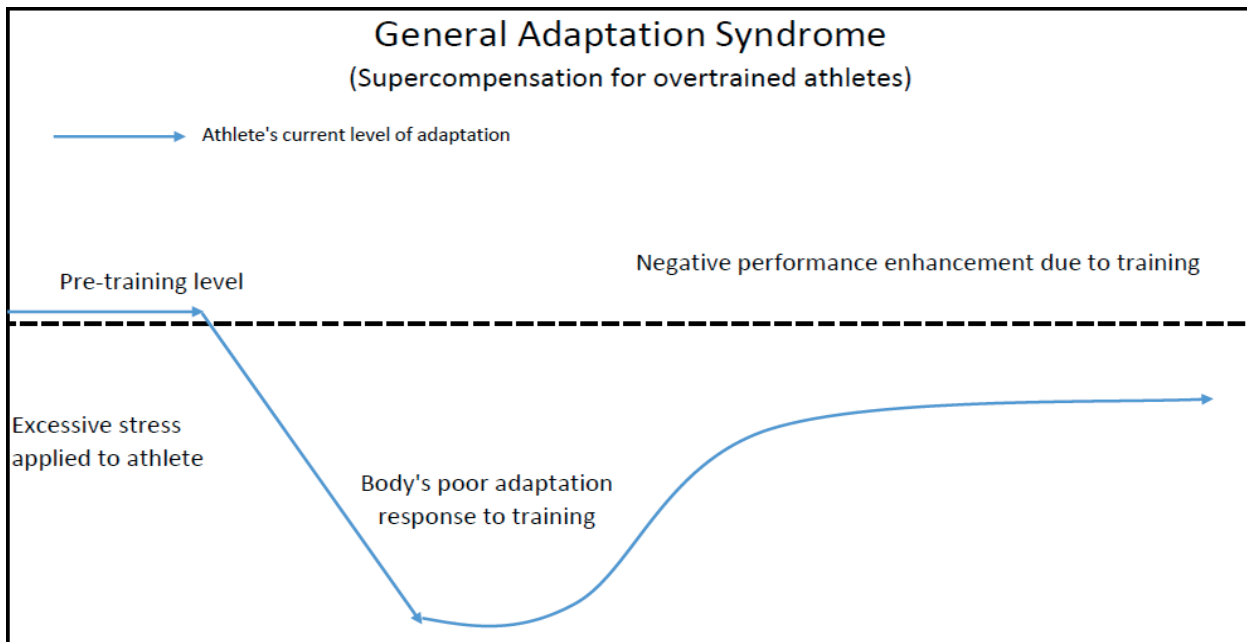 General Adaptation Syndrome
(Supercompensation for overtrained athletes)
Athlete's current level of adaptation
Negative performance enhancement due to training
Pre-training level
Excessive stress
applied to athlete
Body's poor adaptation
response to training